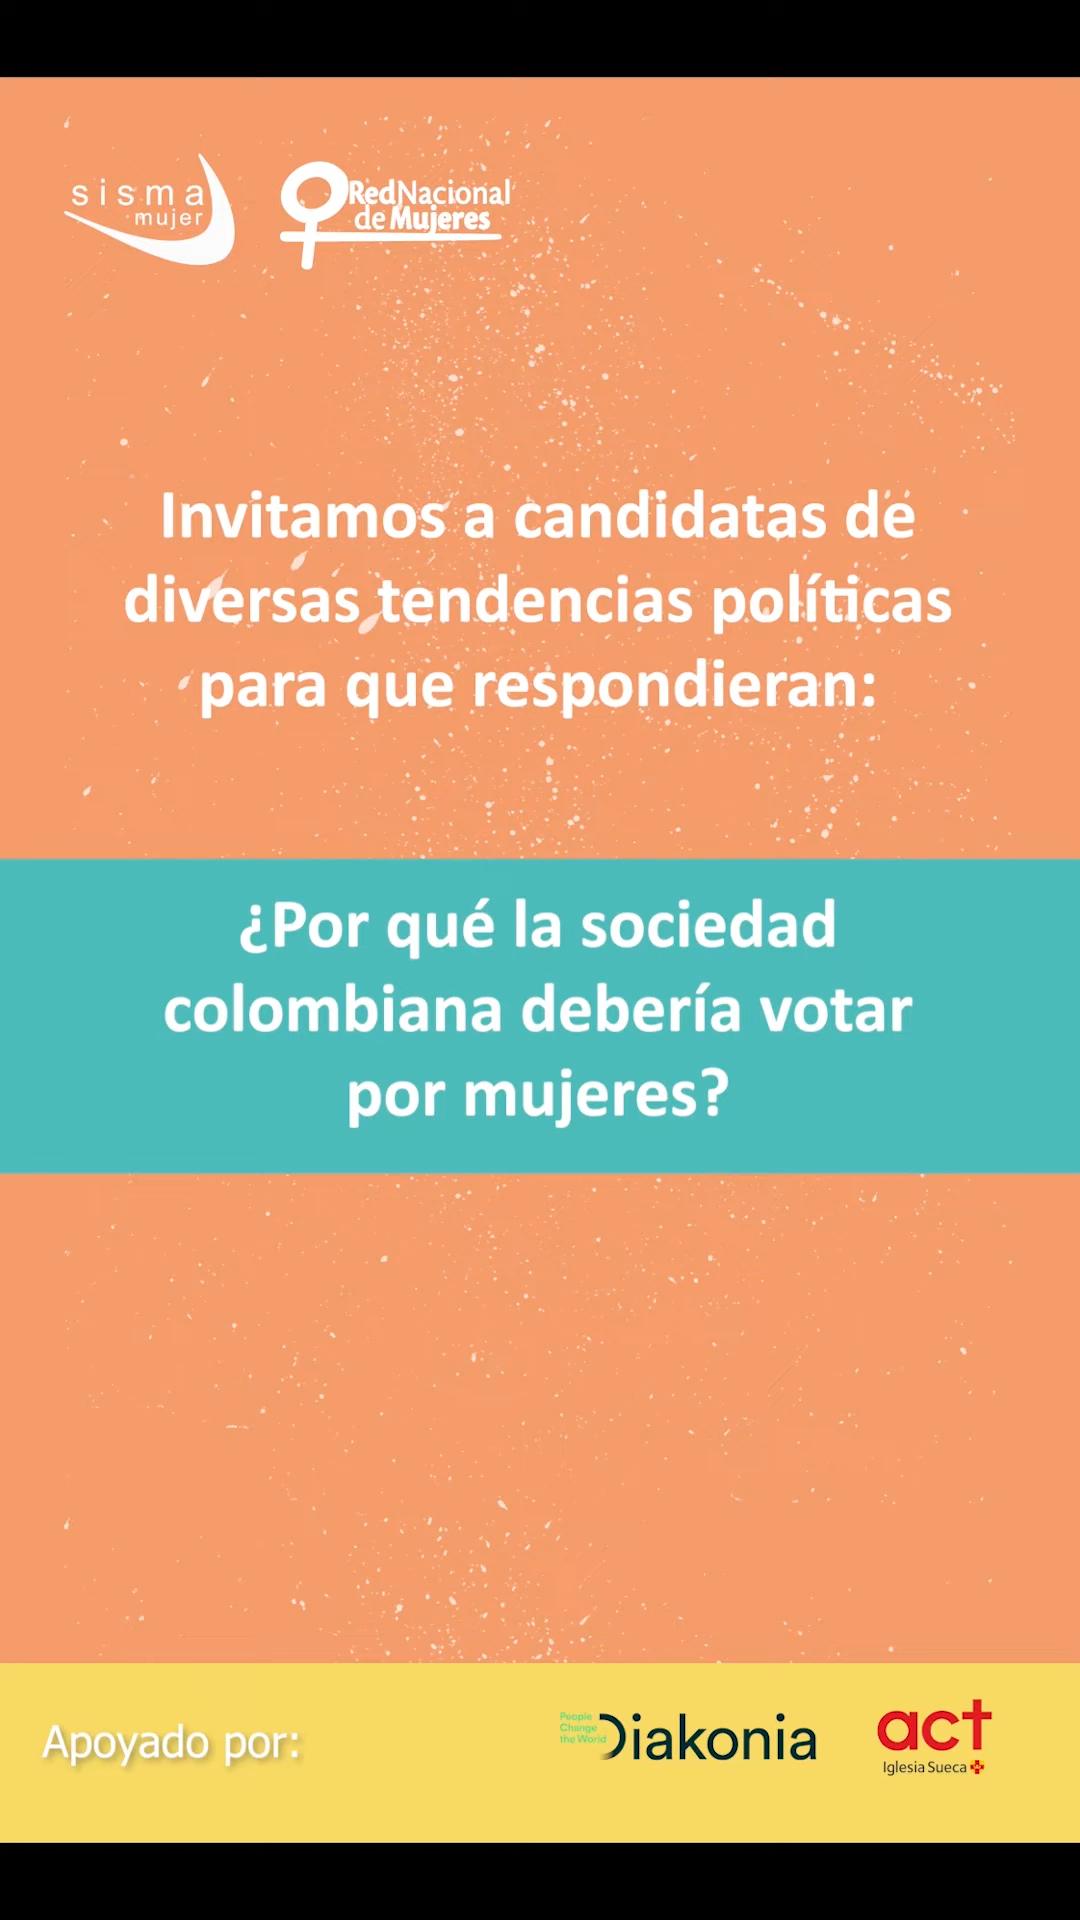 sisma
mujer
RedNacional
de Mujeres
Invitamos a candidatas de
diversas tendencias políticas
para que respondieran:
¿Por qué la sociedad
colombiana debería votar
por mujeres?
Apoyado por:
People
Change
the World
Diakonia
act
Iglesia Sueca